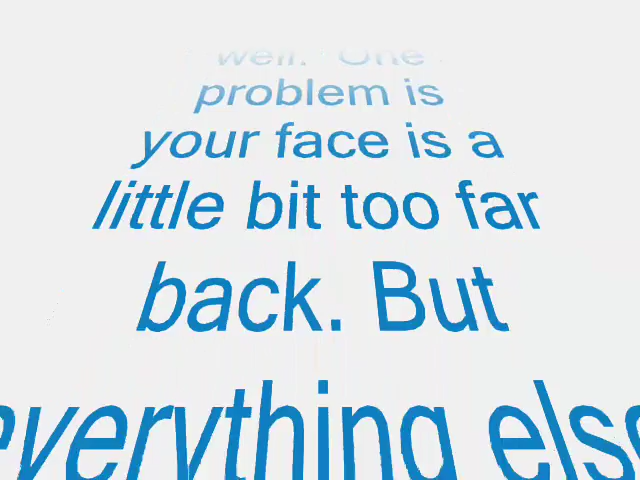 well. One
problem is
your face is a
little bit too far
back. But
everything else